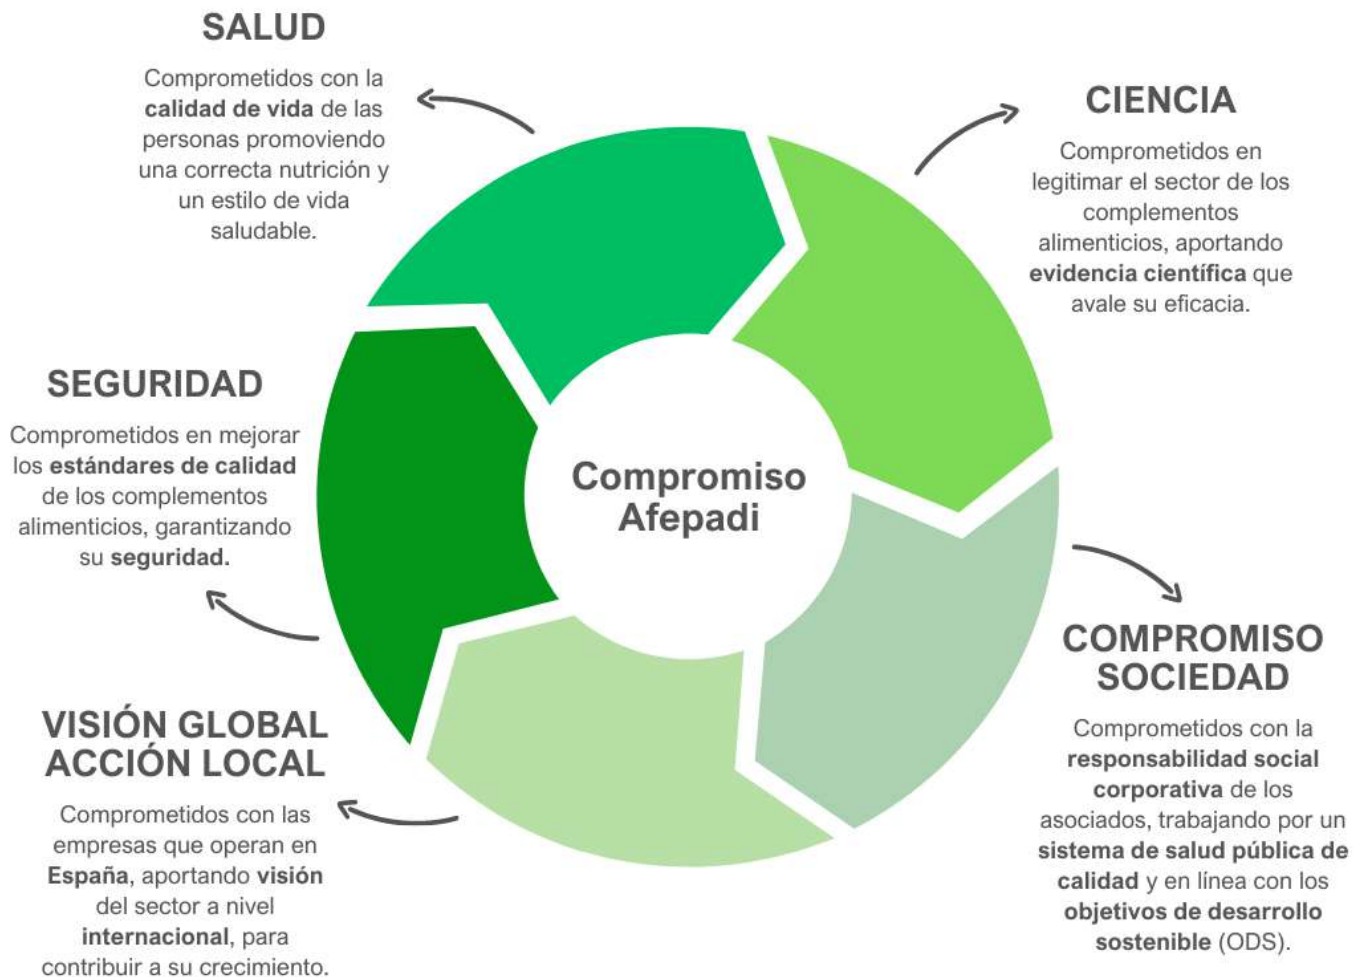 SALUD
Comprometidos con la
calidad de vida de las
personas promoviendo
una correcta nutrición y
un estilo de vida
saludable.
CIENCIA
Comprometidos en
legitimar el sector de los
complementos
alimenticios, aportando
evidencia científica que
avale su eficacia.
SEGURIDAD
Comprometidos en mejorar
los estándares de calidad
de los complementos
alimenticios, garantizando
su seguridad.
Compromiso
Afepadi
COMPROMISO
SOCIEDAD
Comprometidos con la
responsabilidad social
corporativa de los
asociados, trabajando por un
sistema de salud pública de
calidad y en línea con los
objetivos de desarrollo
sostenible (ODS).
VISIÓN GLOBAL
ACCIÓN LOCAL
Comprometidos con las
empresas que operan en
España, aportando visión
del sector a nivel
internacional, para
contribuir a su crecimiento.